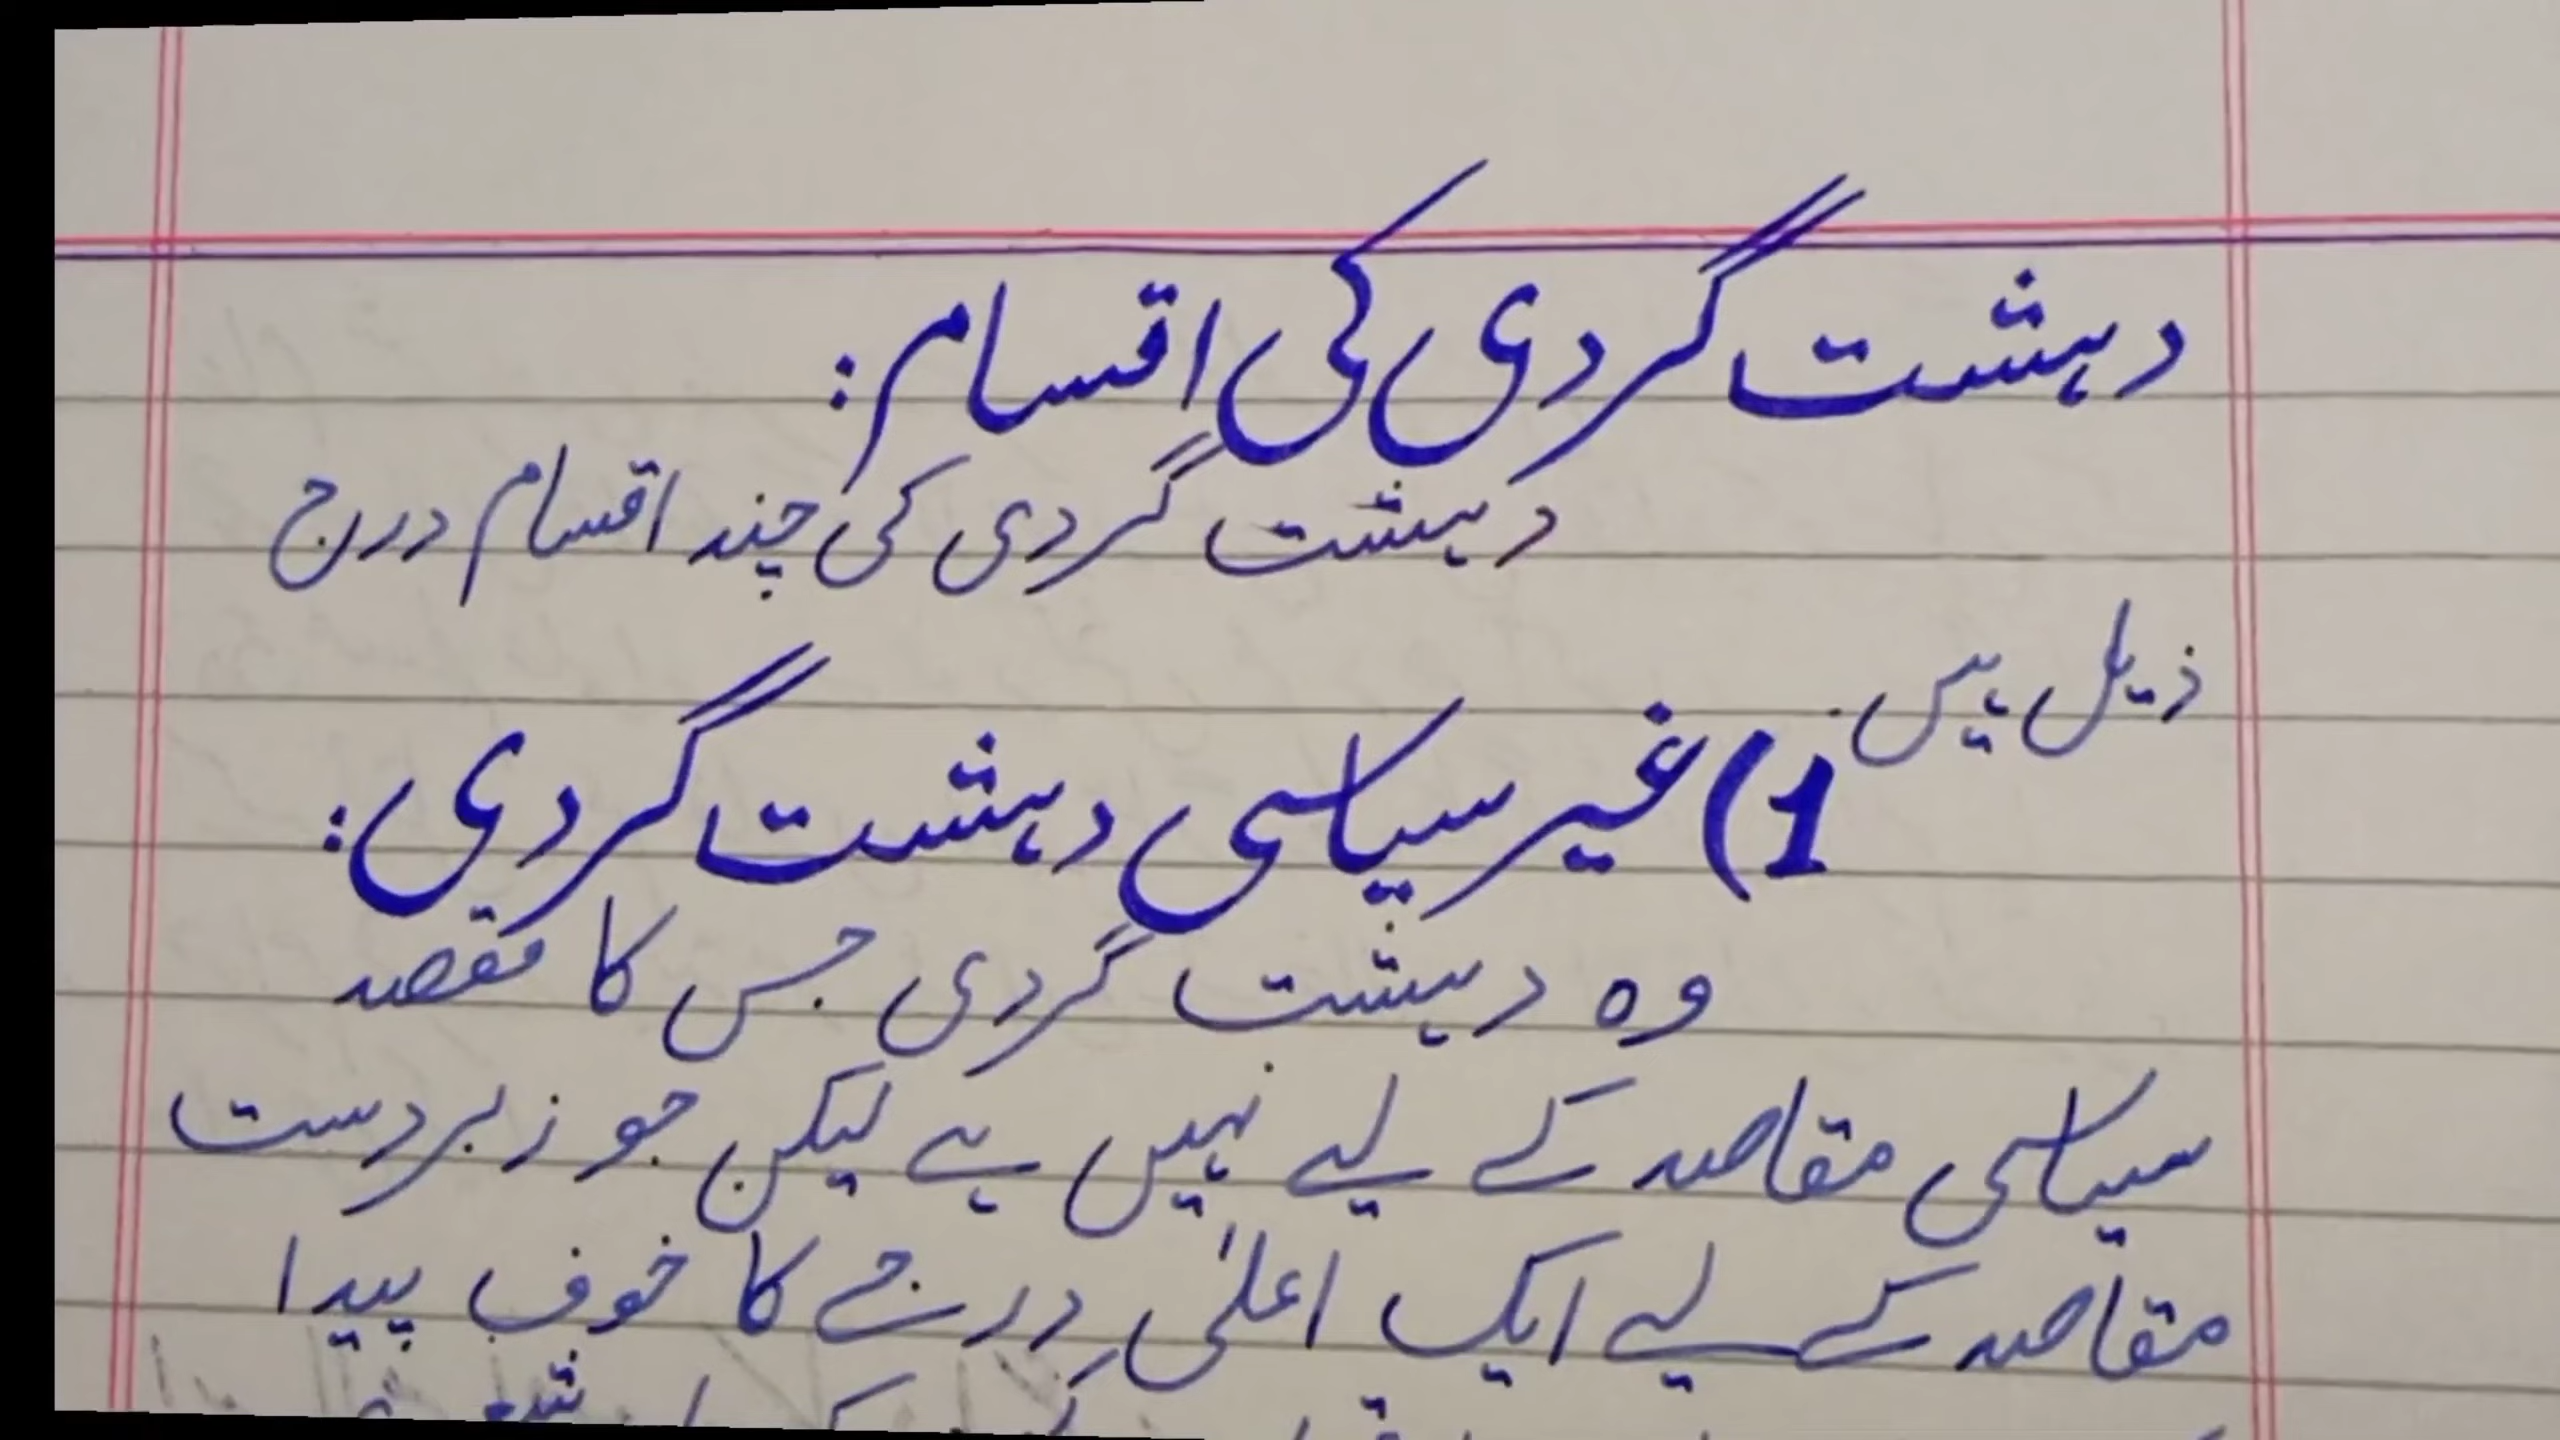 دہشت گردی کی اقسام:
دہشت گردی کی چند اقسام درج
ذیل ہیں.
1) غیر سیاسی دہشت گردی:
وہ دہشت گردی جس کا مقصد
سیاسی مقاصد کے لیے نہیں ہے لیکن جو زبردست
مقاصد کے لیے ایک اعلیٰ درجے کا خوف پیدا